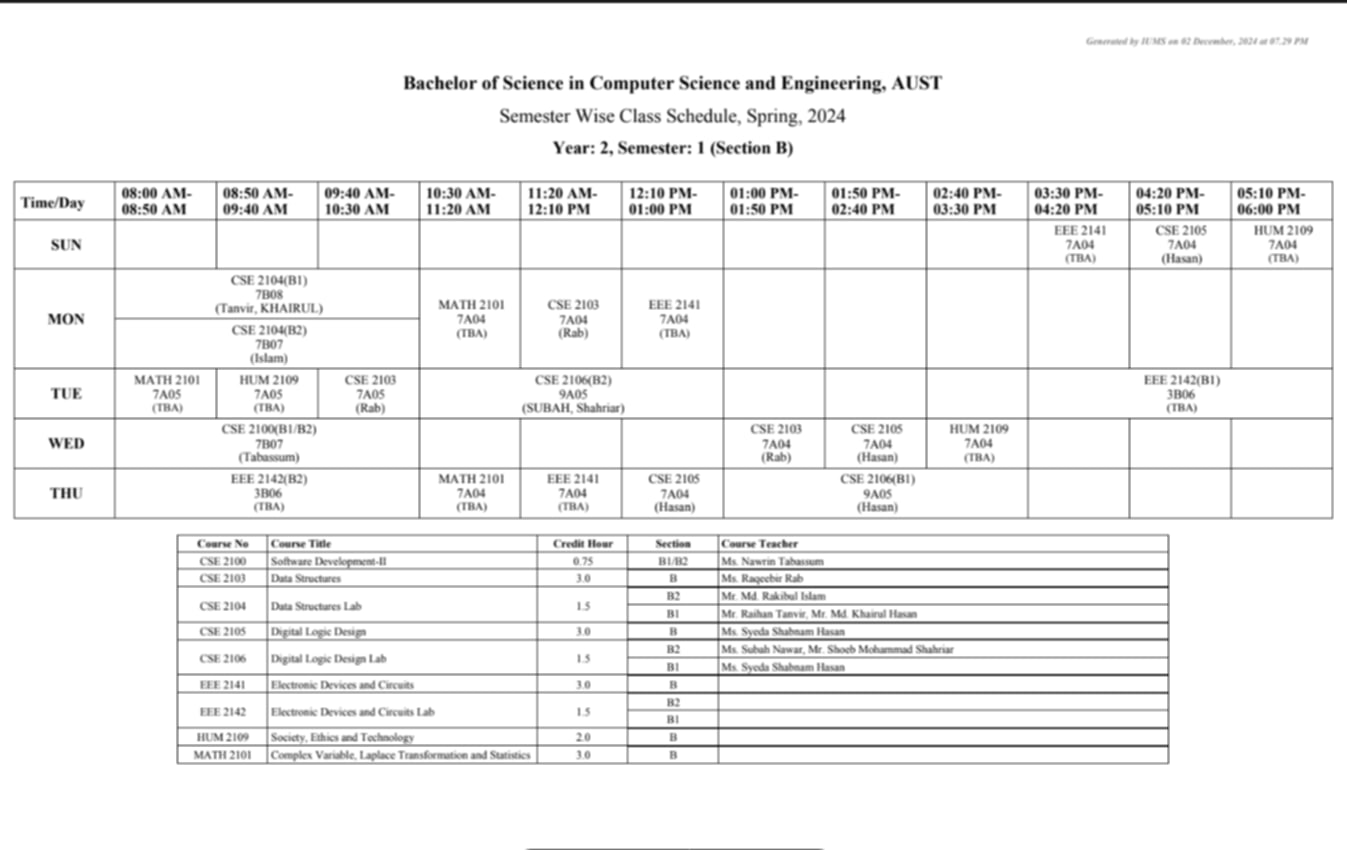 Generated by IUMS on 02 December, 2024 at 07.29 PM
Bachelor of Science in Computer Science and Engineering, AUST
Semester Wise Class Schedule, Spring, 2024
Year: 2, Semester: 1 (Section B)
Time/Day 08:00 AM-08:50 AM 08:50 AM-09:40 AM 09:40 AM-10:30 AM 10:30 AM-11:20 AM 11:20 AM-12:10 PM 12:10 PM-01:00 PM 01:00 PM-01:50 PM 01:50 PM-02:40 PM 02:40 PM-03:30 PM 03:30 PM-04:20 PM 04:20 PM-05:10 PM 05:10 PM-06:00 PM
SUN
EEE 2141
7A04
(TBA)
CSE 2105
7A04
(Hasan)
HUM 2109
7A04
(TBA)
MON
CSE 2104(B1)
7B08
(Tanvir, KHAIRUL)
CSE 2104(B2)
7B07
(Islam)
MATH 2101
7A04
(TBA)
CSE 2103
7A04
(Rab)
EEE 2141
7A04
(TBA)
TUE
MATH 2101
7A05
(TBA)
HUM 2109
7A05
(TBA)
CSE 2103
7A05
(Rab)
CSE 2106(B2)
9A05
(SUBAH, Shahriar)
EEE 2142(B1)
3B06
(TBA)
WED
CSE 2100(B1/B2)
7B07
(Tabassum)
CSE 2103
7A04
(Rab)
CSE 2105
7A04
(Hasan)
HUM 2109
7A04
(TBA)
THU
EEE 2142(B2)
3B06
(TBA)
MATH 2101
7A04
(TBA)
EEE 2141
7A04
(TBA)
CSE 2105
7A04
(Hasan)
CSE 2106(B1)
9A05
(Hasan)
Course No Course Title Credit Hour Section Course Teacher
CSE 2100 Software Development-II 0.75 B1/B2 Ms. Nawrin Tabassum
CSE 2103 Data Structures 3.0 B Ms. Raqeebir Rab
CSE 2104 Data Structures Lab 1.5 B2 Mr. Md. Rakibul Islam
B1 Mr. Raihan Tanvir, Mr. Md. Khairul Hasan
CSE 2105 Digital Logic Design 3.0 B Ms. Syeda Shabnam Hasan
CSE 2106 Digital Logic Design Lab 1.5 B2 Ms. Subah Nawar, Mr. Shoeb Mohammad Shahriar
B1 Ms. Syeda Shabnam Hasan
EEE 2141 Electronic Devices and Circuits 3.0 B
EEE 2142 Electronic Devices and Circuits Lab 1.5 B2
B1
HUM 2109 Society, Ethics and Technology 2.0 B
MATH 2101 Complex Variable, Laplace Transformation and Statistics 3.0 B